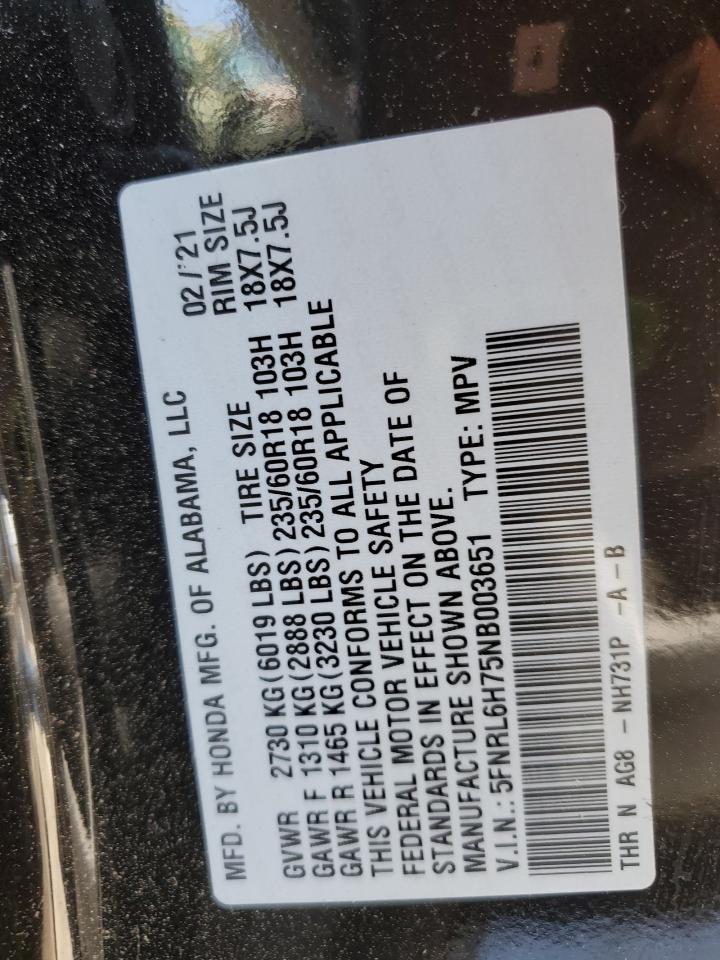 MFD. BY HONDA MFG. OF ALABAMA, LLC 02/'21
GVWR 2730 KG(6019 LBS) TIRE SIZE RIM SIZE
GAWR F 1310 KG(2888 LBS)235/60R18 103H 18X7.5J
GAWR R 1465 KG(3230 LBS)235/60R18 103H 18X7.5J
THIS VEHICLE CONFORMS TO ALL APPLICABLE
FEDERAL MOTOR VEHICLE SAFETY
STANDARDS IN EFFECT ON THE DATE OF
MANUFACTURE SHOWN ABOVE.
V.I.N.:5FNRL6H75NB003651 TYPE: MPV
THR N AG8 - NH731P -A-B